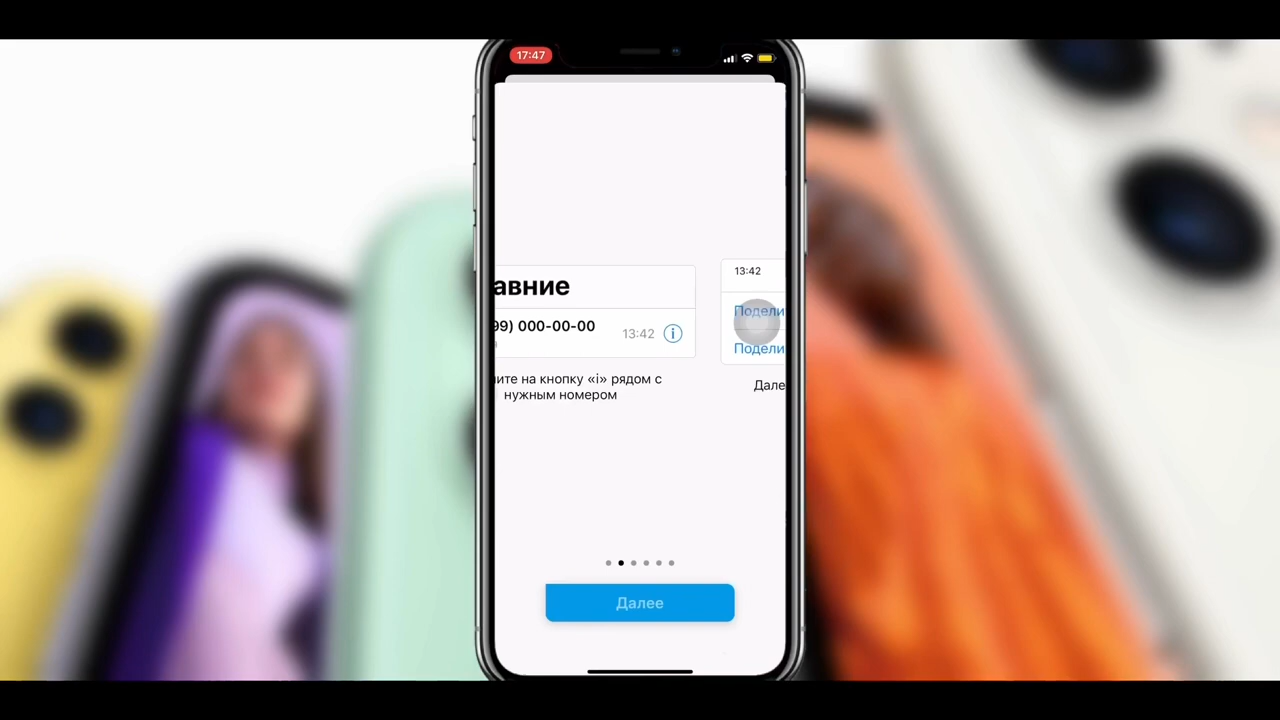 17:47
авние
99) 000-00-00
13:42
ите на кнопку «i» рядом с
нужным номером
13:42
Подели
Подели
Дале
Далее